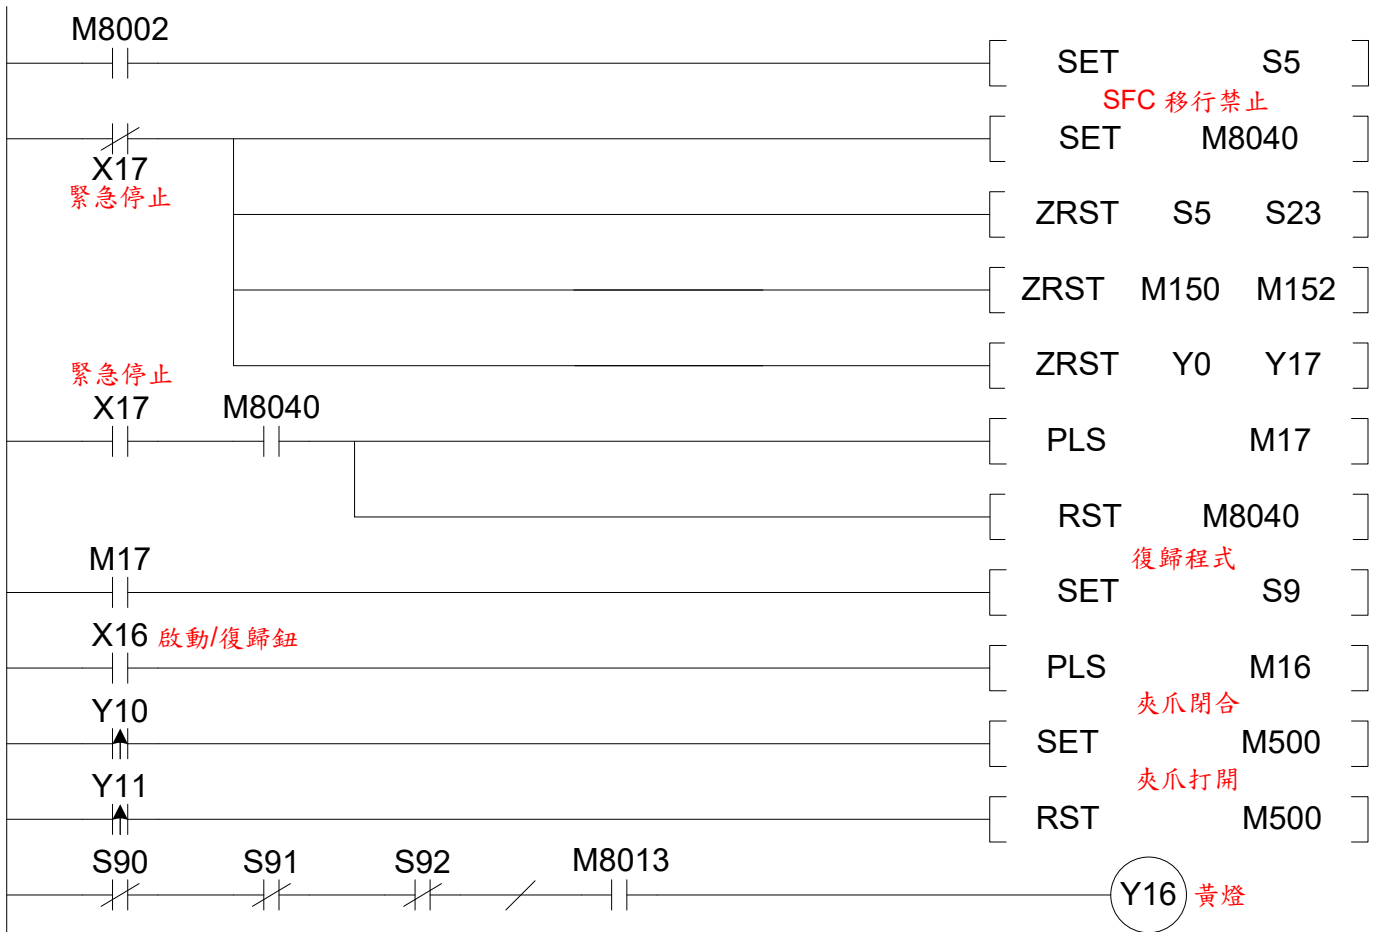 M8002
SET S5
SFC 移行禁止
SET M8040
X17
緊急停止
ZRST S5 S23
ZRST M150 M152
ZRST Y0 Y17
緊急停止
X17 M8040
PLS M17
RST M8040
M17
復歸程式
SET S9
X16 啟動/復歸鈕
PLS M16
夾爪閉合
Y10
SET M500
夾爪打開
Y11
RST M500
S90 S91 S92 M8013
Y16 黃燈